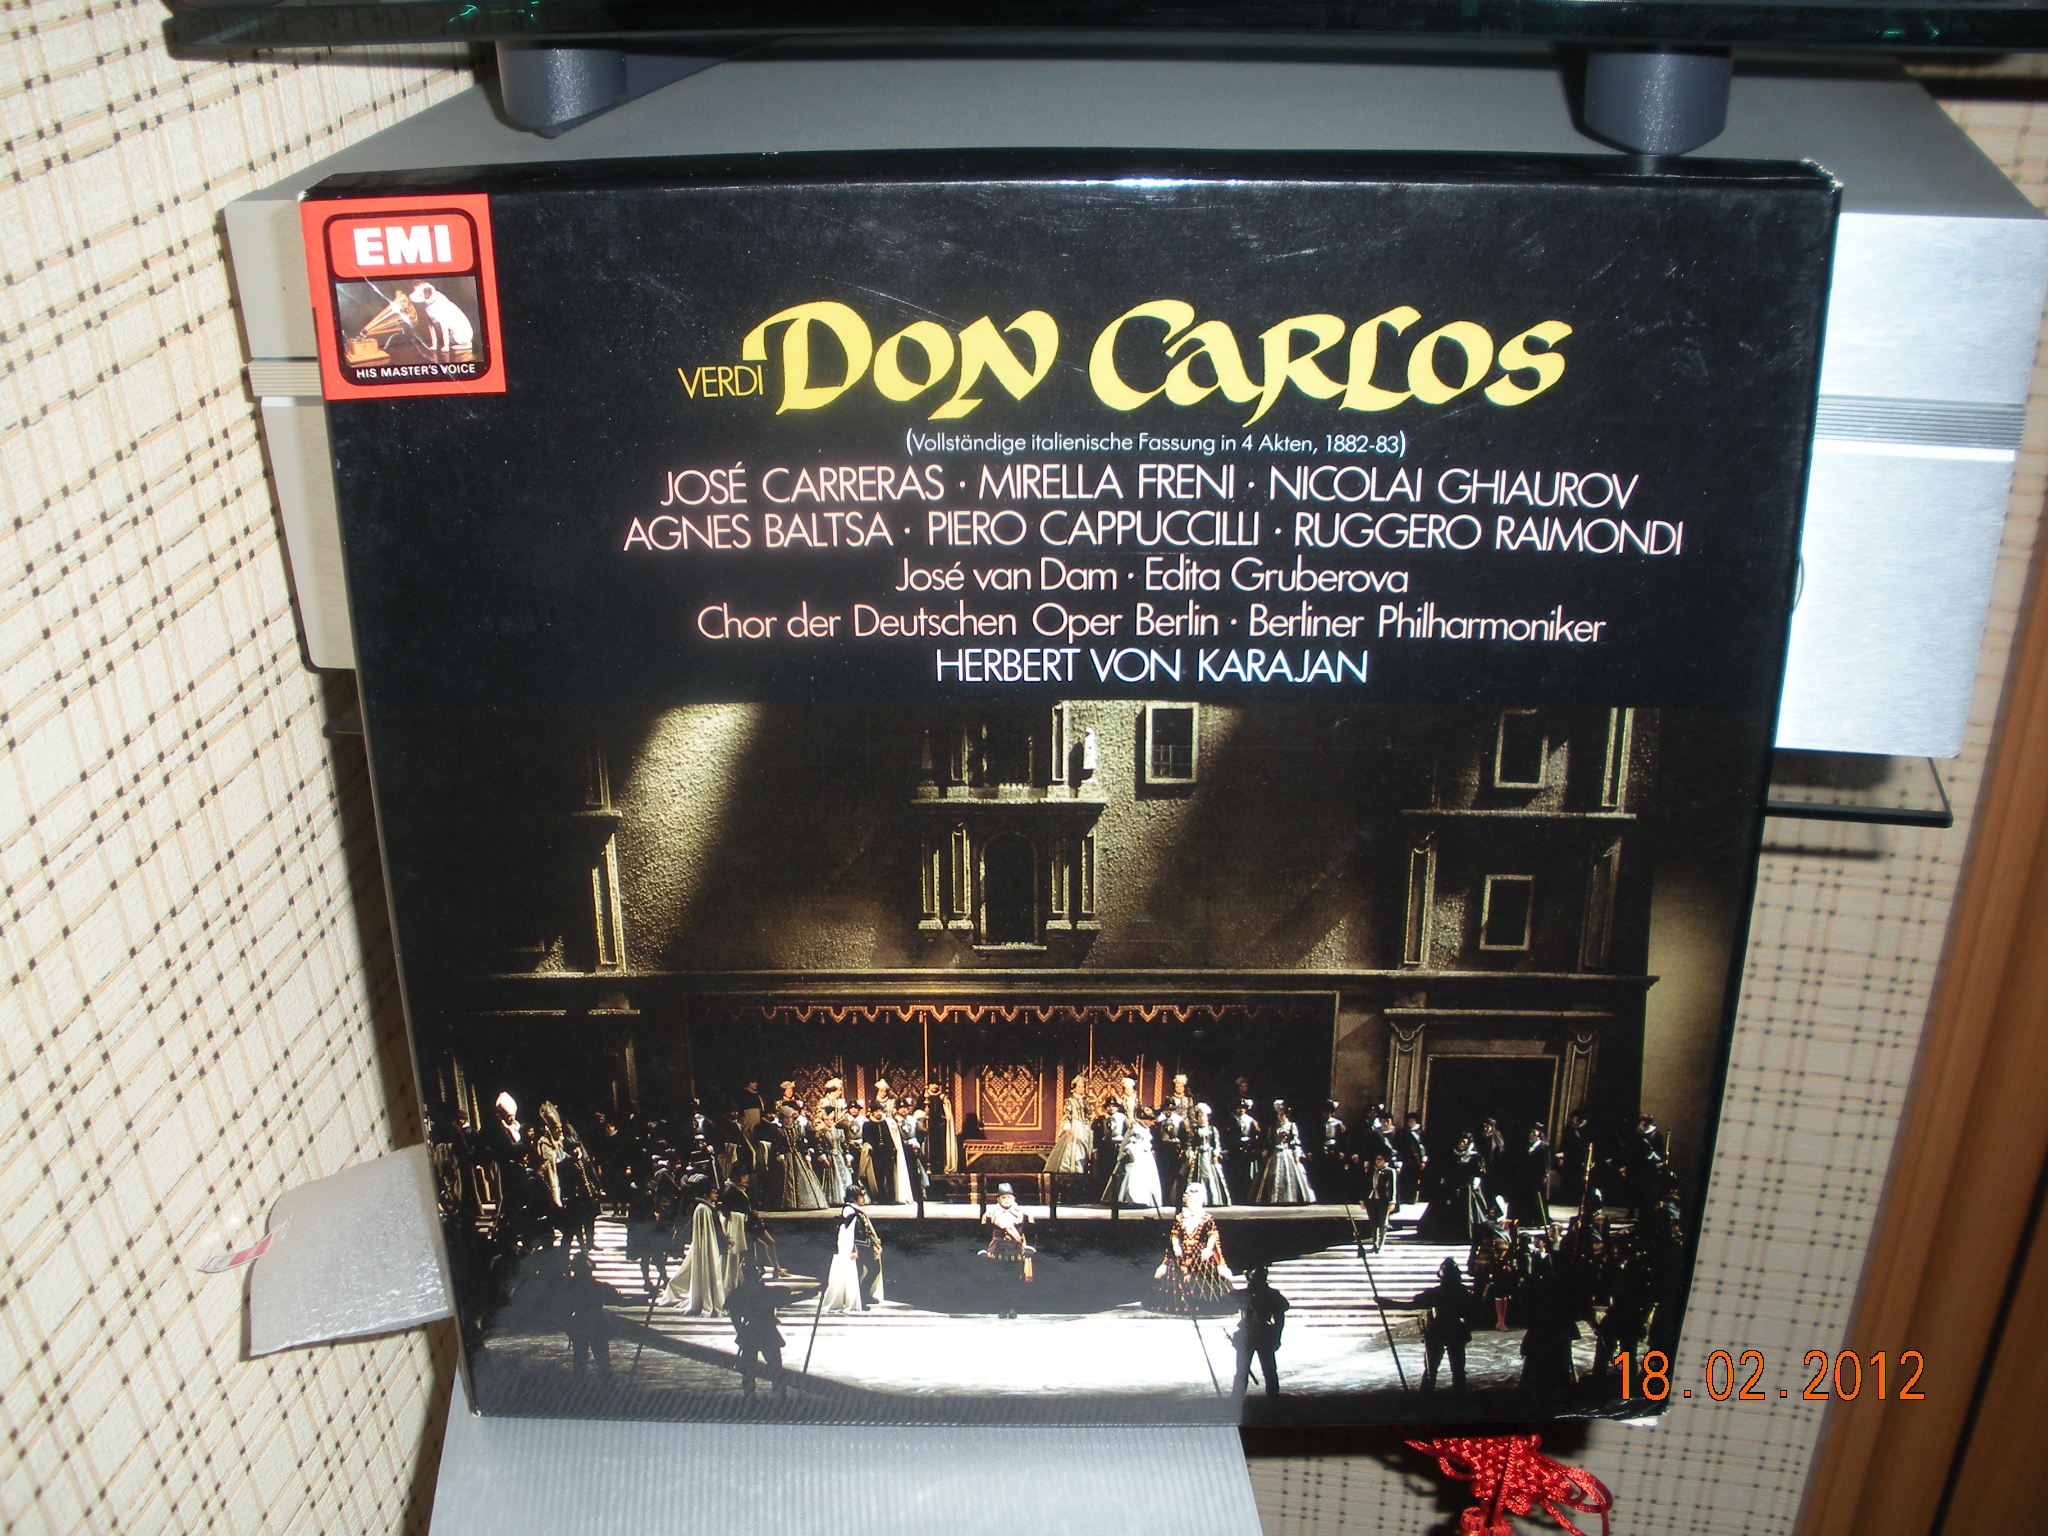 EMI
HIS MASTER'S VOICE
VERDI DON CARLOS
(Vollständige italienische Fassung in 4 Akten, 1882-83)
JOSÉ CARRERAS · MIRELLA FRENI · NICOLAI GHIAUROV
AGNES BALTSA · PIERO CAPPUCCILLI · RUGGERO RAIMONDI
José van Dam · Edita Gruberova
Chor der Deutschen Oper Berlin · Berliner Philharmoniker
HERBERT VON KARAJAN
18.02.2012